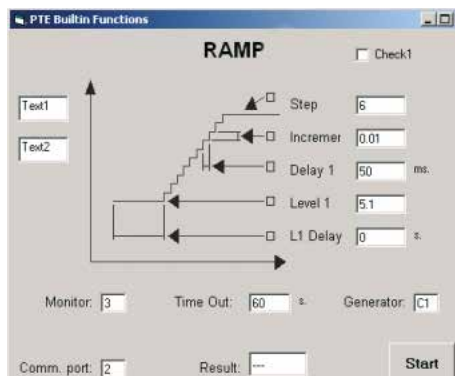 PTE Builtin Functions
RAMP
Check1
Text1
Text2
Step 6
Incremer 0.01
Delay 1 50 ms.
Level 1 5.1
L1 Delay 0 s.
Monitor: 3 Time Out: 60 s. Generator: C1
Comm. port: 2 Result: --- Start